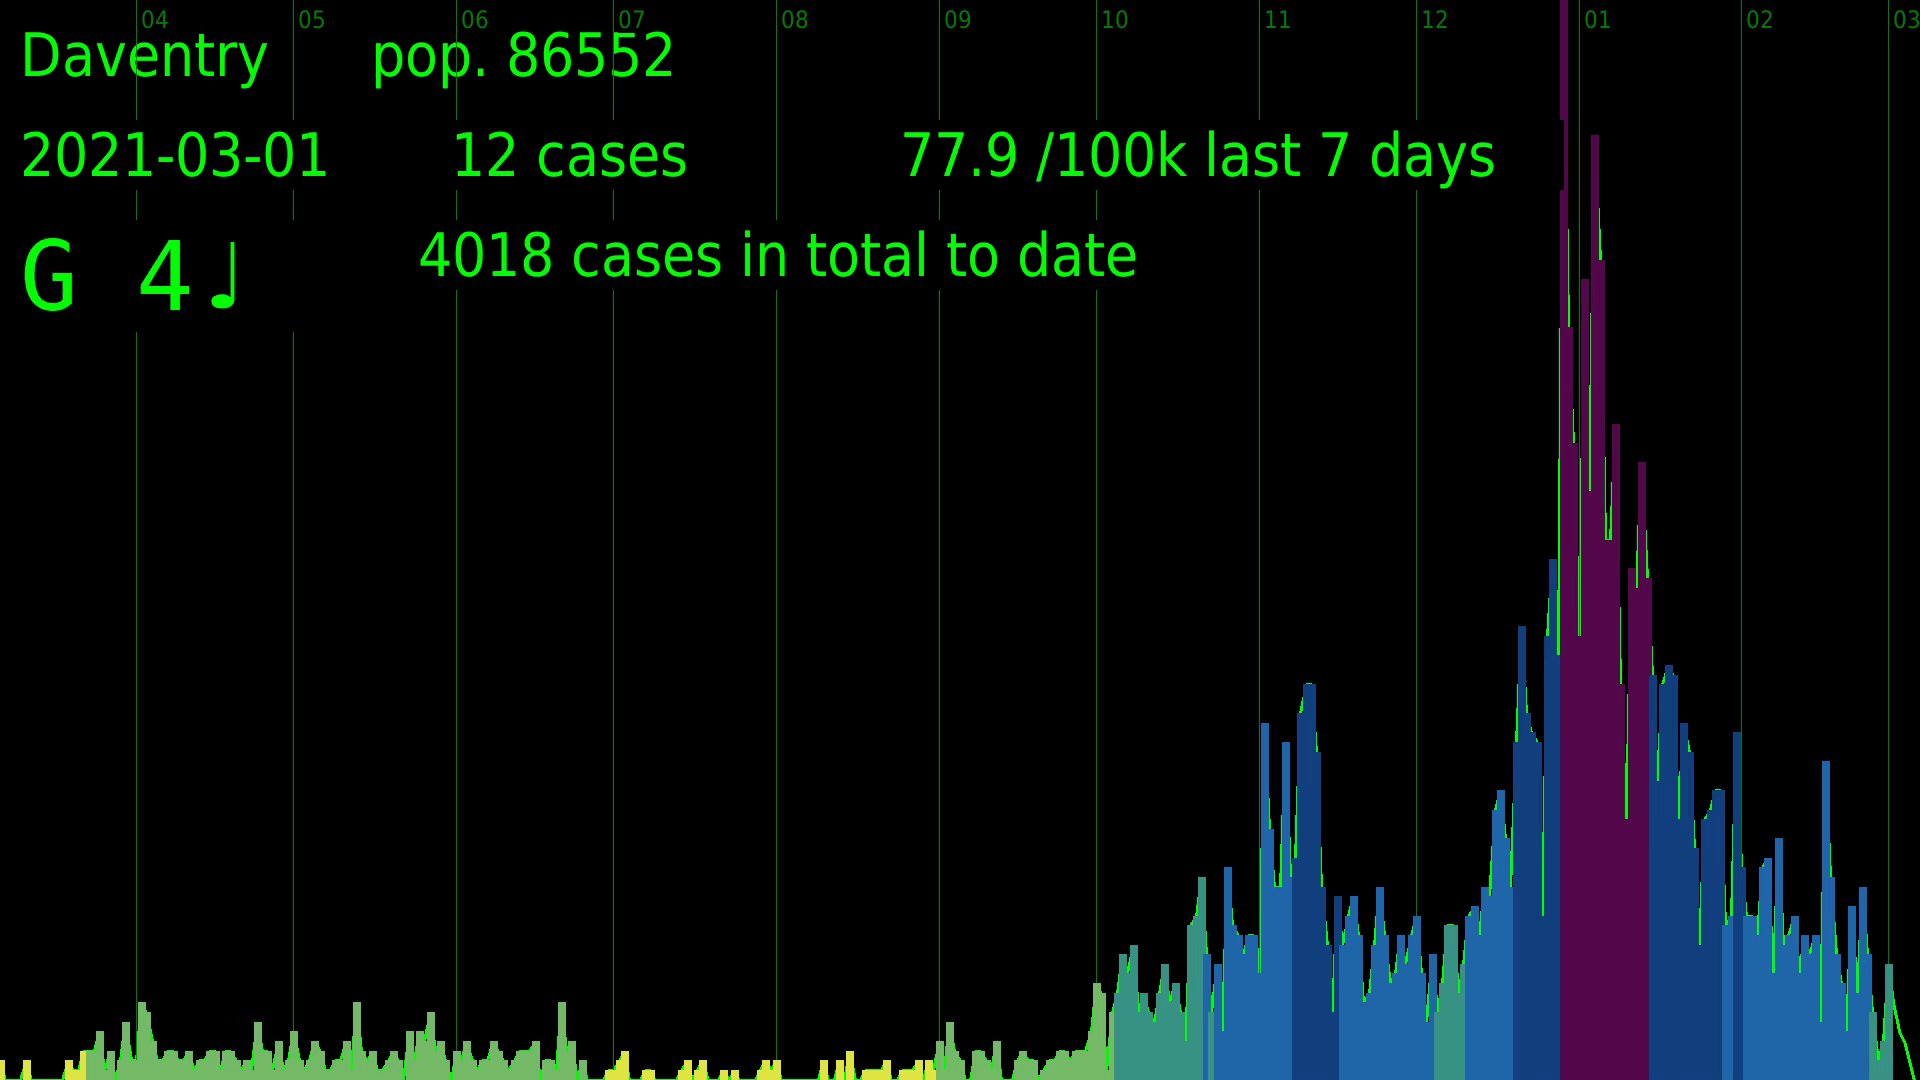 04 05 06 07 08 09 10 11 12 01 02 03
Daventry pop. 86552
2021-03-01 12 cases 77.9 /100k last 7 days
G 4♩ 4018 cases in total to date